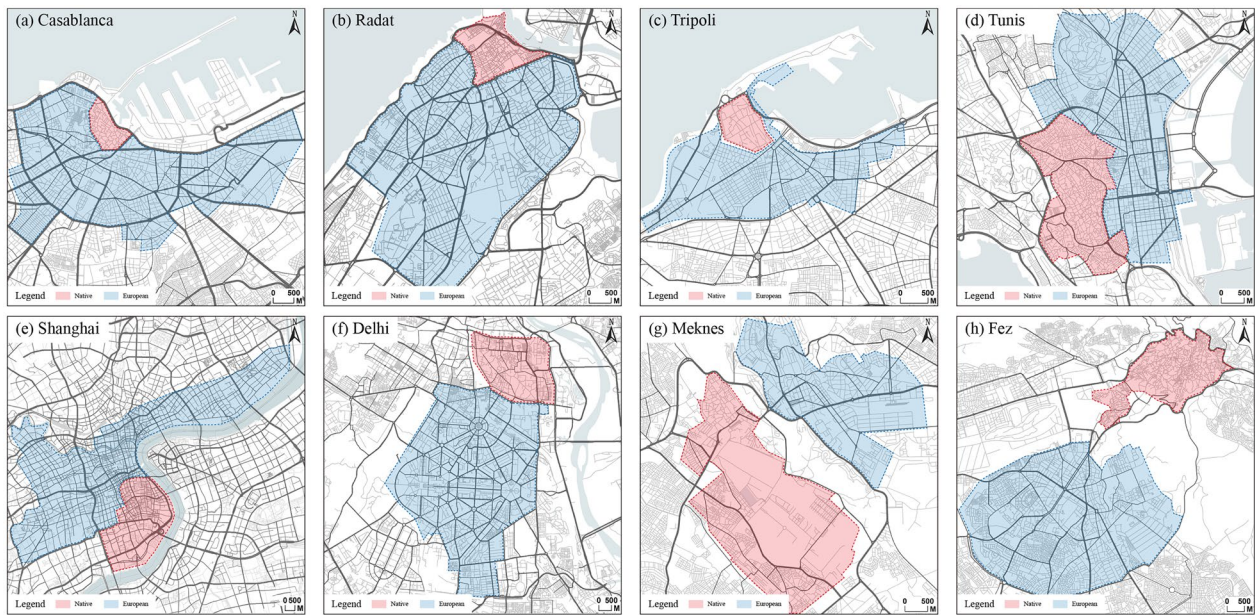 (a) Casablanca
N
Legend Native European
0 500
M
(b) Radat
N
Legend Native European
0 500
M
(c) Tripoli
N
Legend Native European
0 500
M
(d) Tunis
N
Legend Native European
0 500
M
(e) Shanghai
N
Legend Native European
0 500
M
(f) Delhi
N
Legend Native European
0 500
M
(g) Meknes
N
Legend Native European
0 500
M
(h) Fez
N
Legend Native European
0 500
M